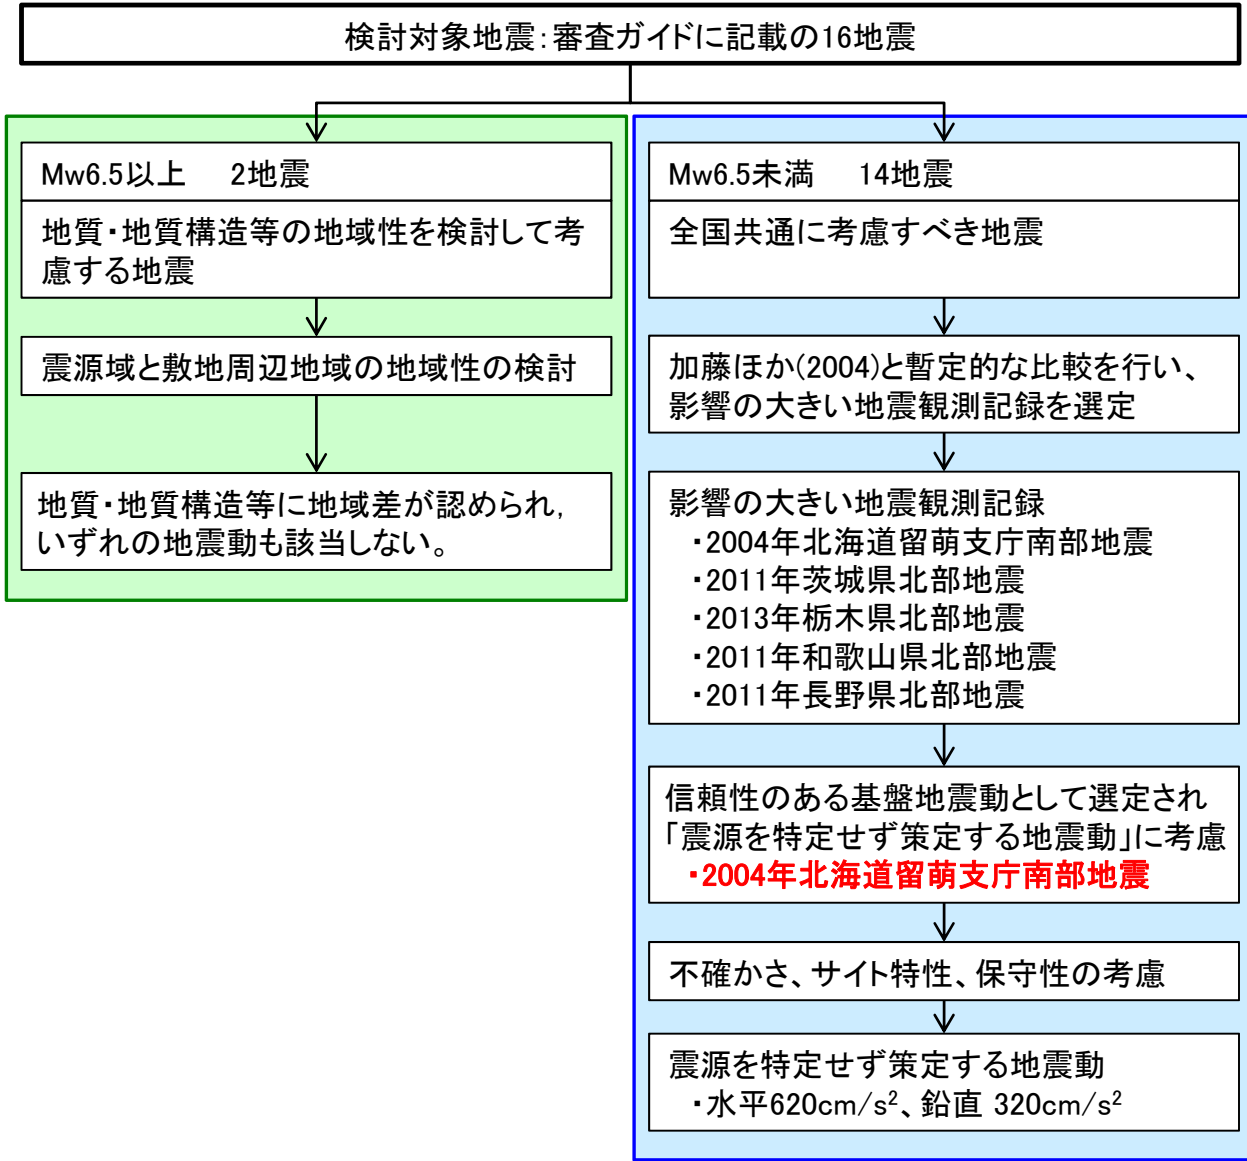 検討対象地震：審査ガイドに記載の16地震
Mw6.5以上　2地震
地質・地質構造等の地域性を検討して考
慮する地震
震源域と敷地周辺地域の地域性の検討
地質・地質構造等に地域差が認められ,
いずれの地震動も該当しない。
Mw6.5未満　14地震
全国共通に考慮すべき地震
加藤ほか(2004)と暫定的な比較を行い、
影響の大きい地震観測記録を選定
影響の大きい地震観測記録
・2004年北海道留萌支庁南部地震
・2011年茨城県北部地震
・2013年栃木県北部地震
・2011年和歌山県北部地震
・2011年長野県北部地震
信頼性のある基盤地震動として選定され
「震源を特定せず策定する地震動」に考慮
・2004年北海道留萌支庁南部地震
不確かさ、サイト特性、保守性の考慮
震源を特定せず策定する地震動
・水平620cm/s²、鉛直 320cm/s²